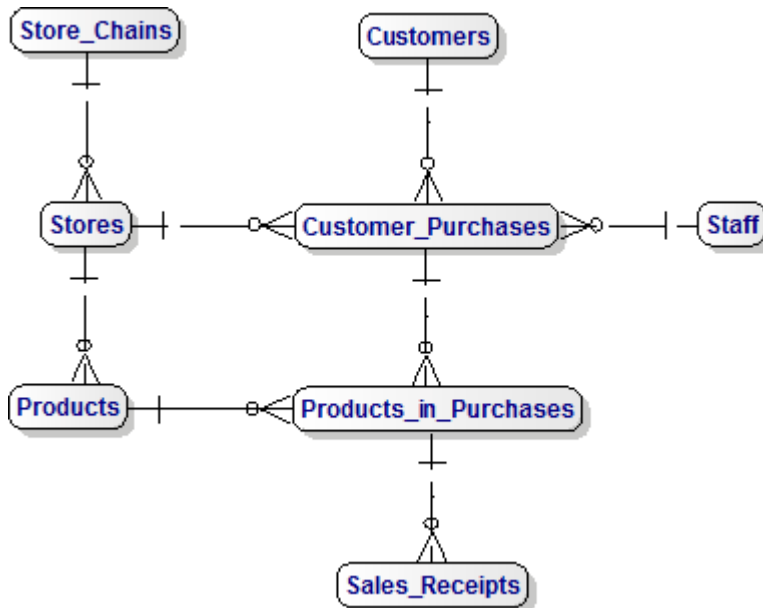 Store_Chains
Customers
Stores
Customer_Purchases
Staff
Products
Products_in_Purchases
Sales_Receipts